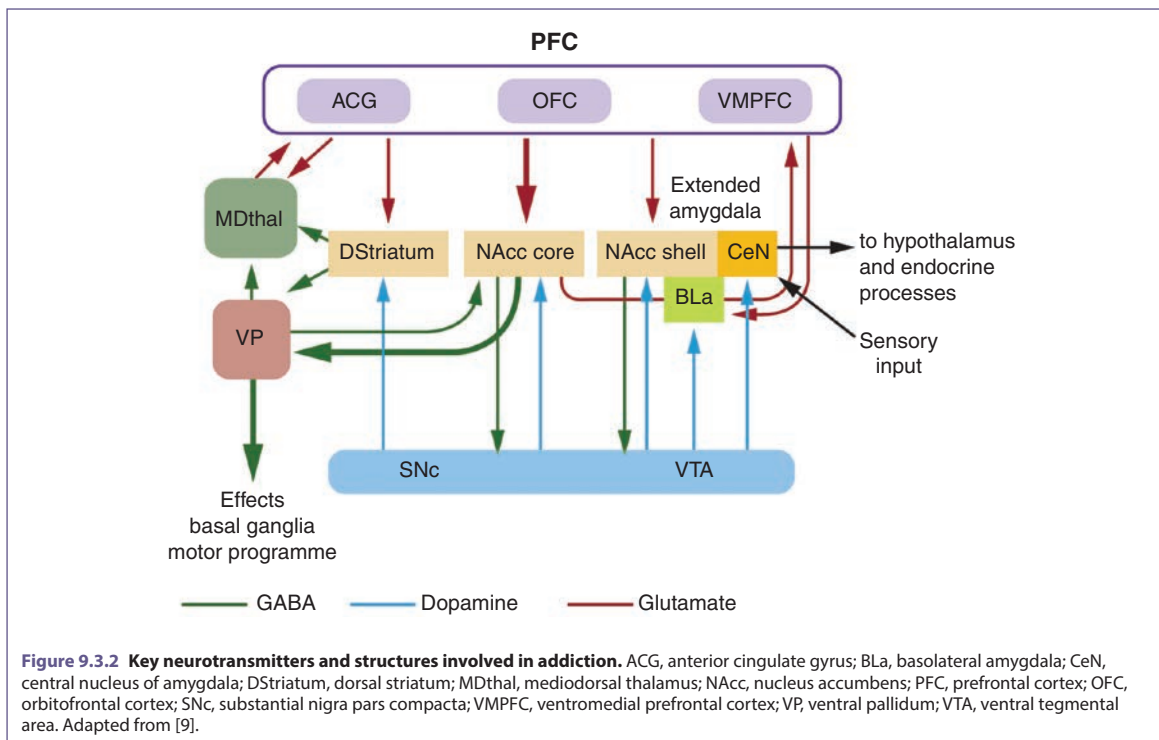 PFC
ACG
OFC
VMPFC
Extended
amygdala
MDthal
DStriatum
NAcc core
NAcc shell
CeN
to hypothalamus
and endocrine
processes
BLa
VP
Sensory
input
SNc
VTA
Effects
basal ganglia
motor programme
GABA
Dopamine
Glutamate
Figure 9.3.2 Key neurotransmitters and structures involved in addiction. ACG, anterior cingulate gyrus; BLa, basolateral amygdala; CeN,
central nucleus of amygdala; DStriatum, dorsal striatum; MDthal, mediodorsal thalamus; NAcc, nucleus accumbens; PFC, prefrontal cortex; OFC,
orbitofrontal cortex; SNc, substantial nigra pars compacta; VMPFC, ventromedial prefrontal cortex; VP, ventral pallidum; VTA, ventral tegmental
area. Adapted from [9].